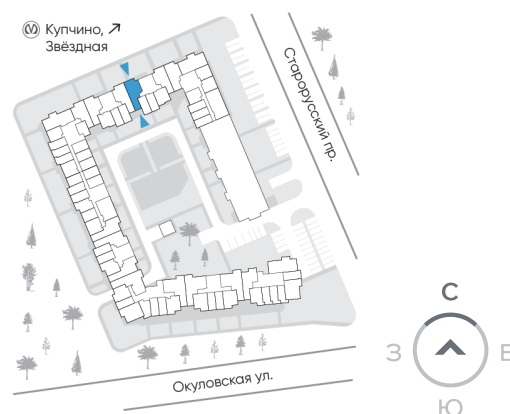 Купчино, ↗
Звёздная
Старорусский пр.
Окуловская ул.
С
З
В
Ю